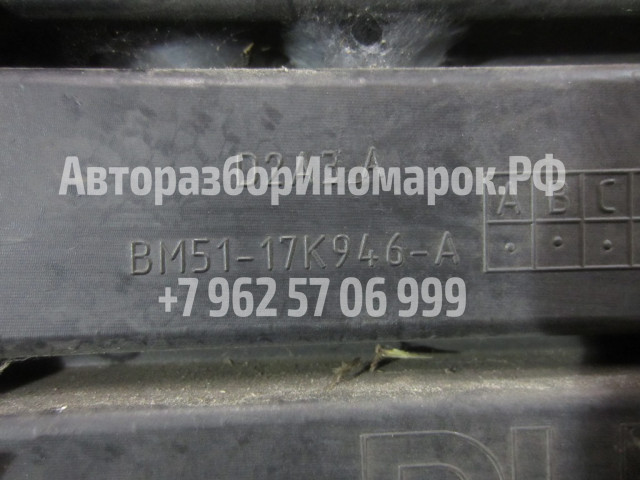 АвторазборИномарок.РФ
A B C
BM51-17K946-A
+7 962 57 06 999